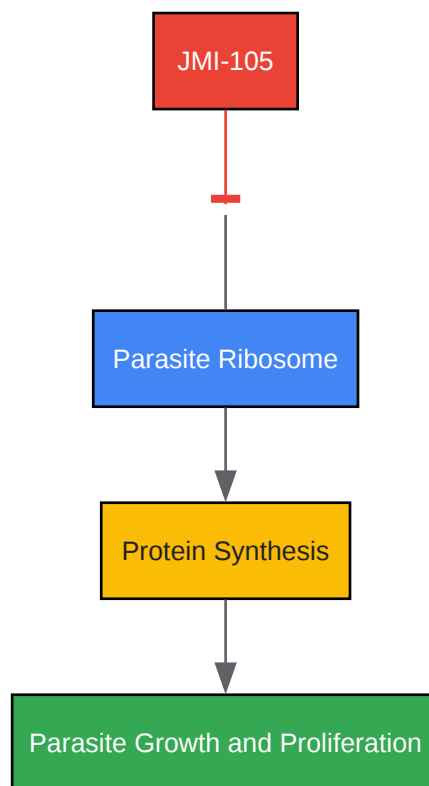 JMI-105
Parasite Ribosome
Protein Synthesis
Parasite Growth and Proliferation